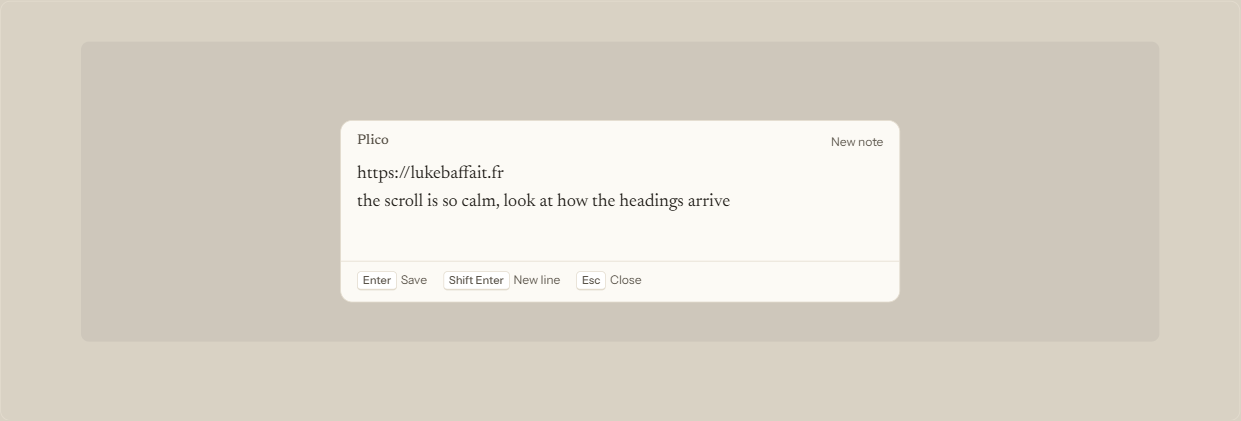 Plico
New note
https://lukebaffait.fr
the scroll is so calm, look at how the headings arrive
Enter Save Shift Enter New line Esc Close